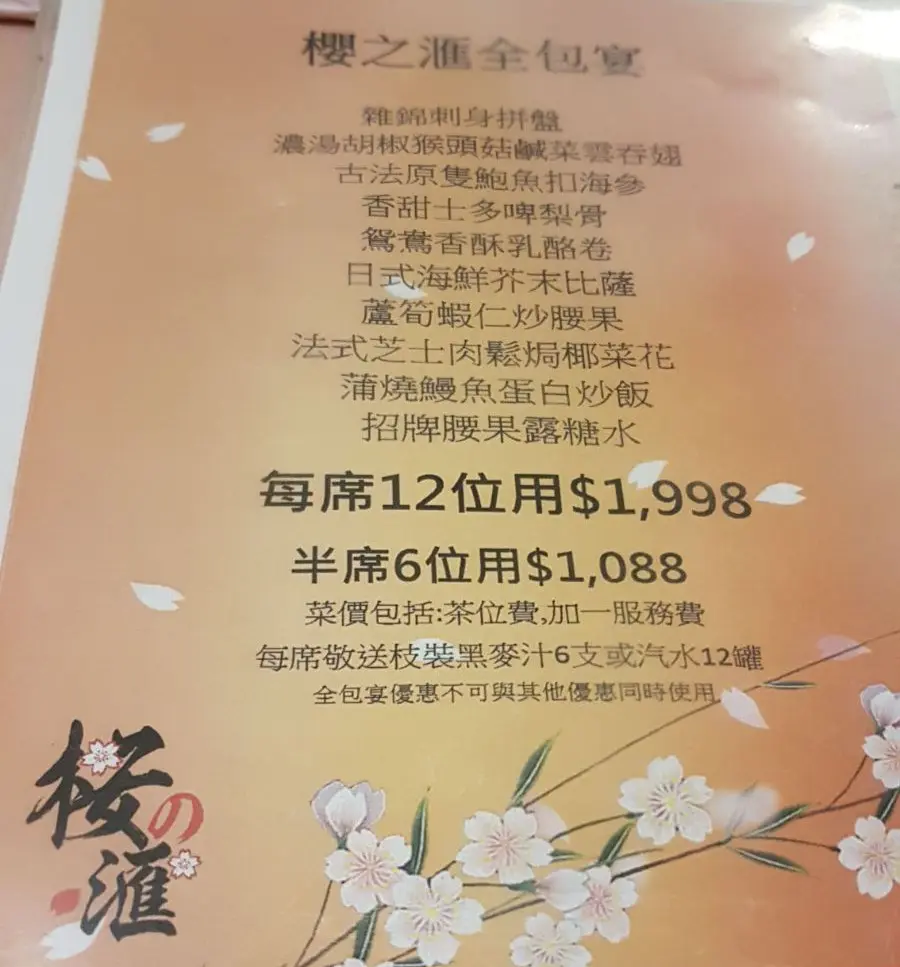 櫻之滙全包宴
雜錦刺身拼盤
濃湯胡椒猴頭菇鹹菜雲吞翅
古法原隻鮑魚扣海參
香甜士多啤梨骨
鴛鴦香酥乳酪卷
日式海鮮芥末比薩
蘆筍蝦仁炒腰果
法式芝士肉鬆焗椰菜花
蒲燒鰻魚蛋白炒飯
招牌腰果露糖水
每席12位用$1,998
半席6位用$1,088
菜價包括:茶位費,加一服務費
每席敬送枝裝黑麥汁6支或汽水12罐
全包宴優惠不可與其他優惠同時使用
桜の滙